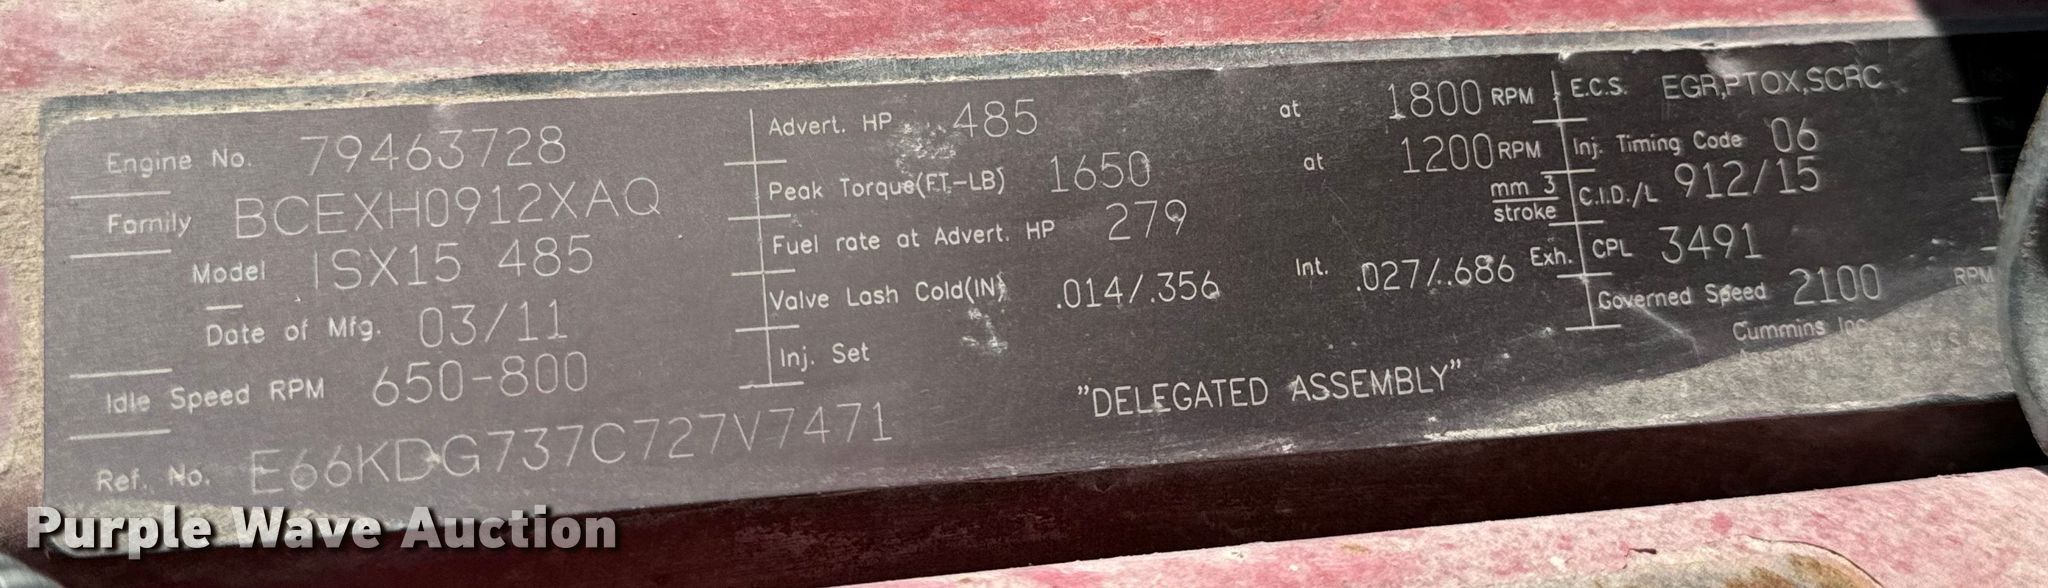 Engine No. 79463728
Family BCEXH0912XAQ
Model ISX15 485
Date of Mfg. 03/11
Idle Speed RPM 650-800
Ref. No. E66KDG737C727V7471
Advert. HP 485 at 1800 RPM
Peak Torque(FT-LB) 1650 at 1200 RPM
Fuel rate at Advert. HP 279 mm 3
stroke
Valve Lash Cold(IN) .014/.356 Int. .027/.686 Exh.
Inj. Set
"DELEGATED ASSEMBLY"
E.C.S. EGR,PTOX,SCRC
Inj. Timing Code 06
C.I.D./L 912/15
CPL 3491
Governed Speed 2100 RPM
Cummins Inc
Purple Wave Auction